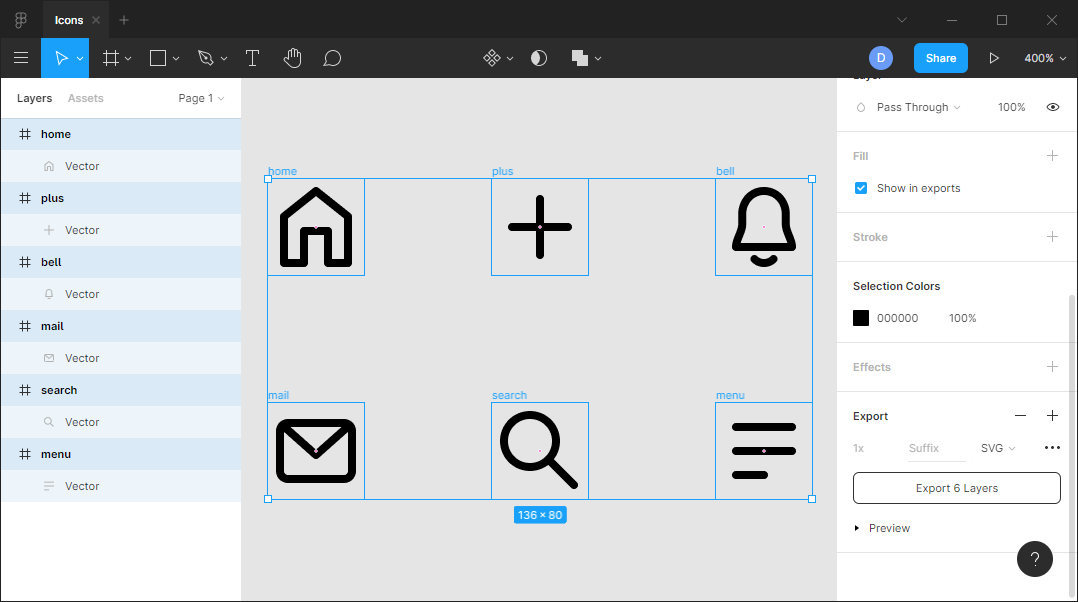 Icons
D
Share
400%
Layers
Assets
Page 1
home
Vector
plus
Vector
bell
Vector
mail
Vector
search
Vector
menu
Vector
home
plus
bell
mail
search
menu
136 × 80
Layer
Pass Through
100%
Fill
Show in exports
Stroke
Selection Colors
000000
100%
Effects
Export
1x
Suffix
SVG
Export 6 Layers
Preview
?